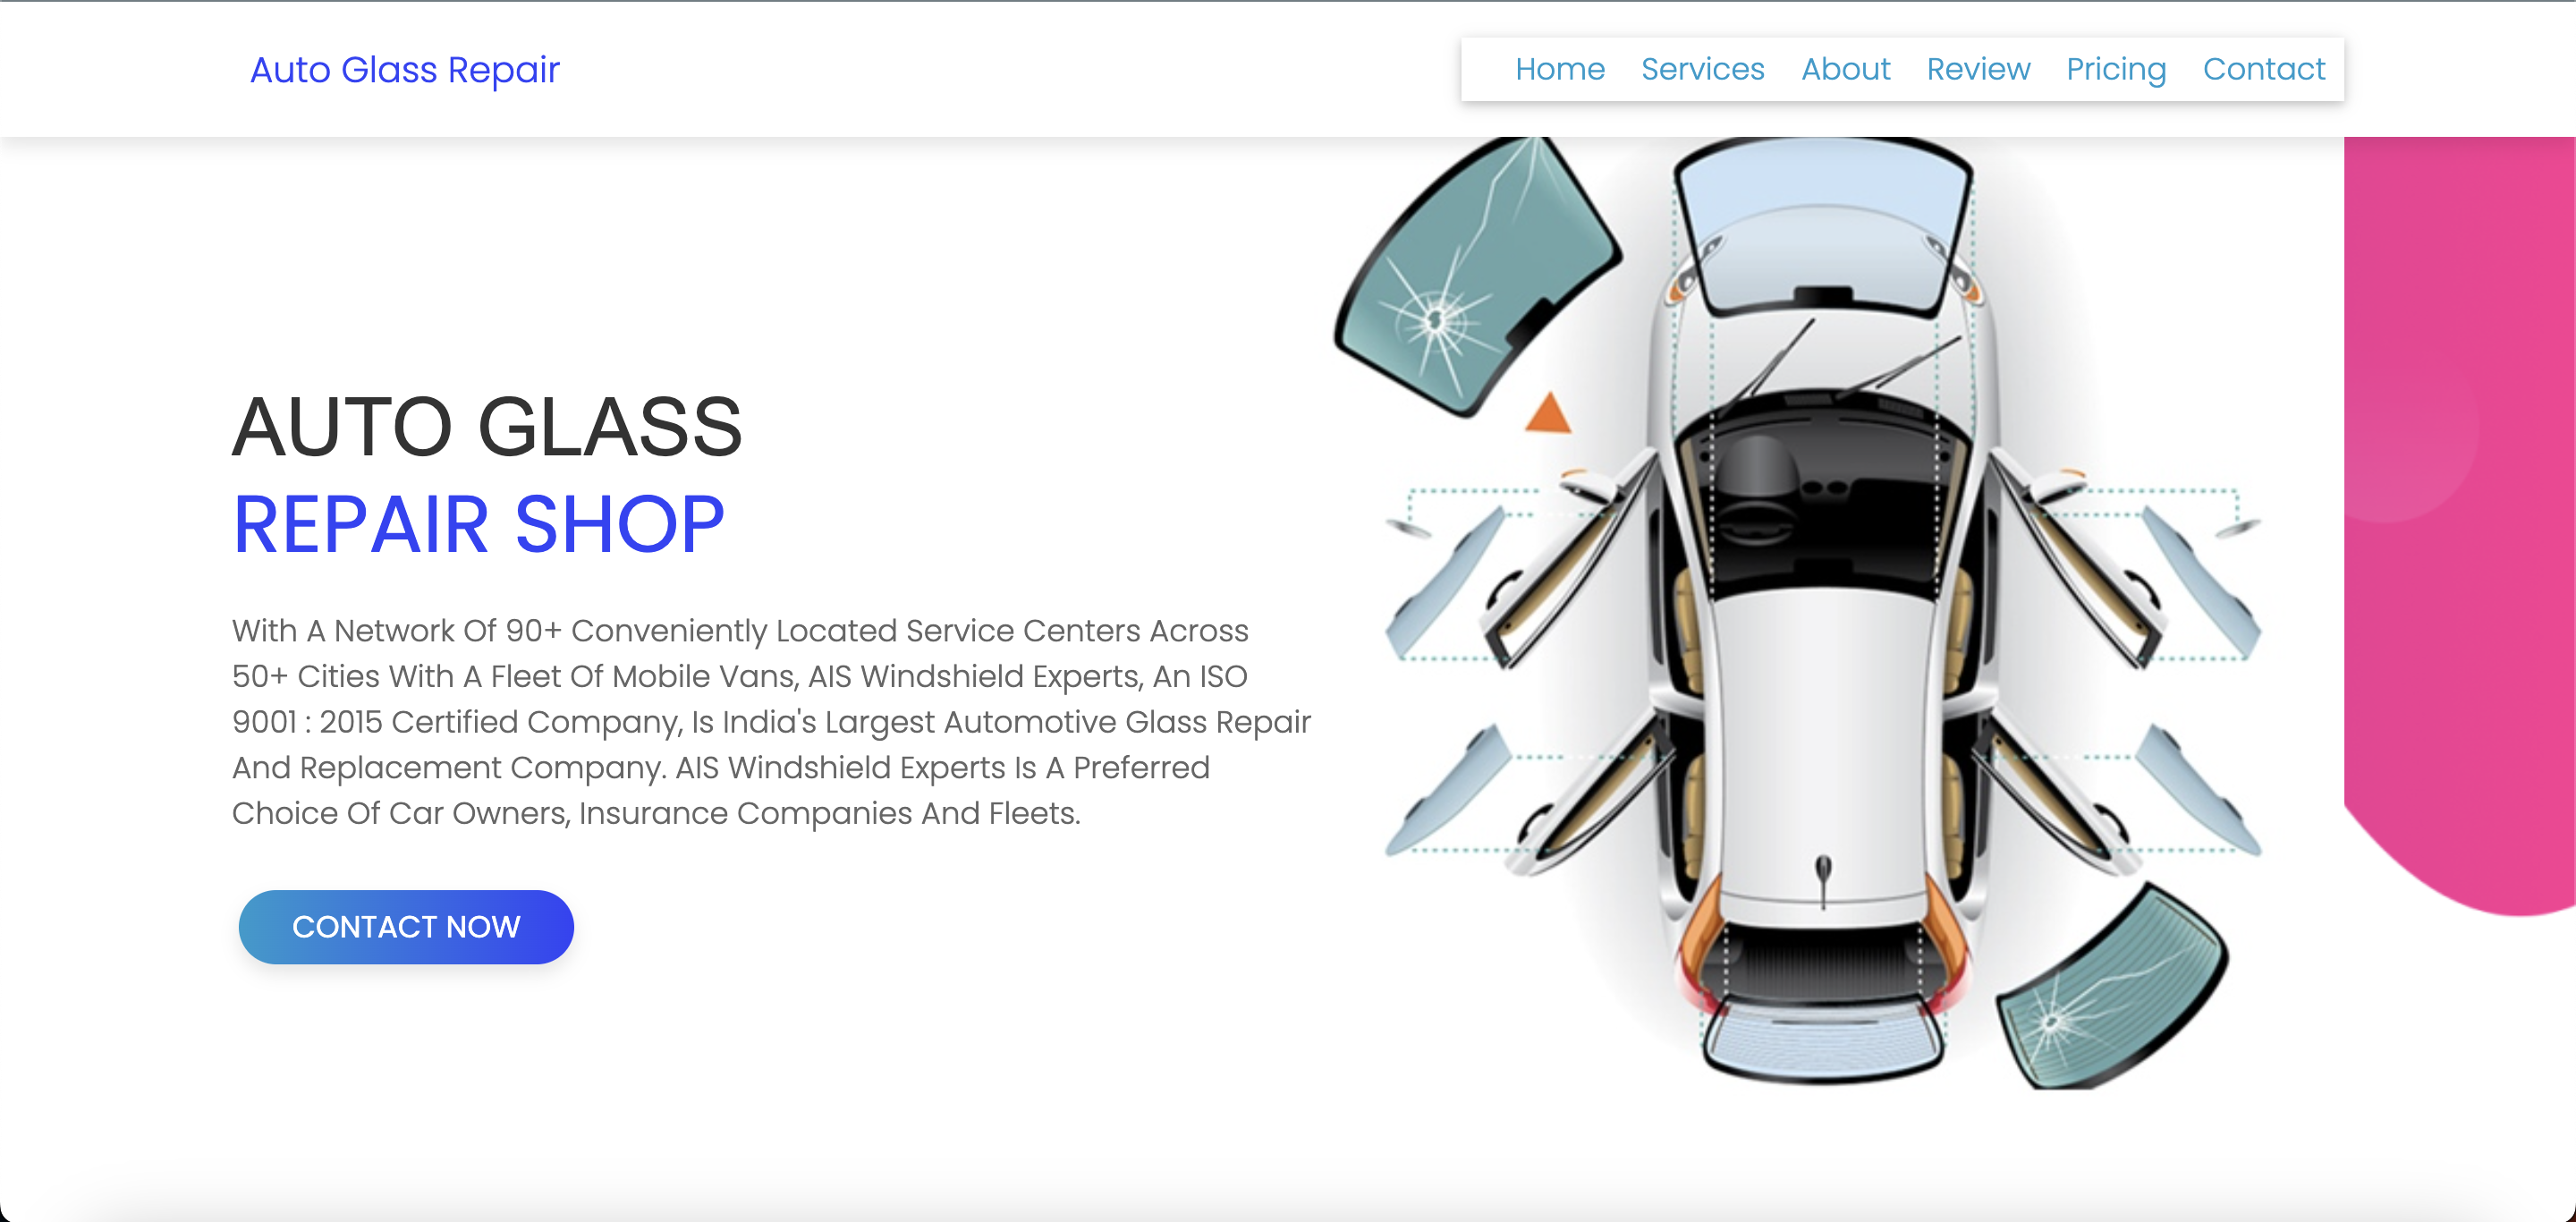 Auto Glass Repair
Home Services About Review Pricing Contact
AUTO GLASS
REPAIR SHOP
With A Network Of 90+ Conveniently Located Service Centers Across
50+ Cities With A Fleet Of Mobile Vans, AIS Windshield Experts, An ISO
9001 : 2015 Certified Company, Is India's Largest Automotive Glass Repair
And Replacement Company. AIS Windshield Experts Is A Preferred
Choice Of Car Owners, Insurance Companies And Fleets.
CONTACT NOW